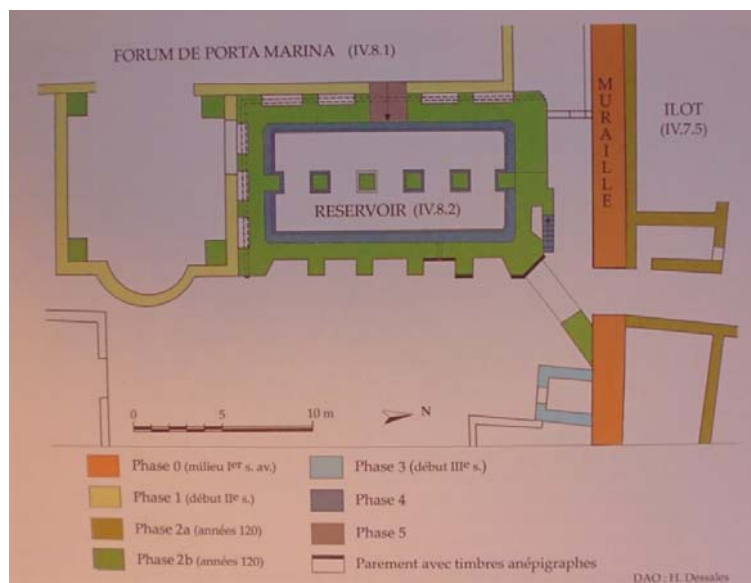 FORUM DE PORTA MARINA (IV.8.1)
MURAILLE
ILOT
(IV.7.5)
RESERVOIR (IV.8.2)
0 5 10 m
N
Phase 0 (milieu Ier s. av.)
Phase 1 (début IIe s.)
Phase 2a (années 120)
Phase 2b (années 120)
Phase 3 (début IIIe s.)
Phase 4
Phase 5
Parement avec timbres anépigraphes
DAO : H. Dessales